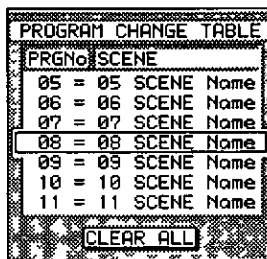 PROGRAM CHANGE TABLE
PRGNo SCENE
05 = 05 SCENE Name
06 = 06 SCENE Name
07 = 07 SCENE Name
08 = 08 SCENE Name
09 = 09 SCENE Name
10 = 10 SCENE Name
11 = 11 SCENE Name
CLEAR ALL